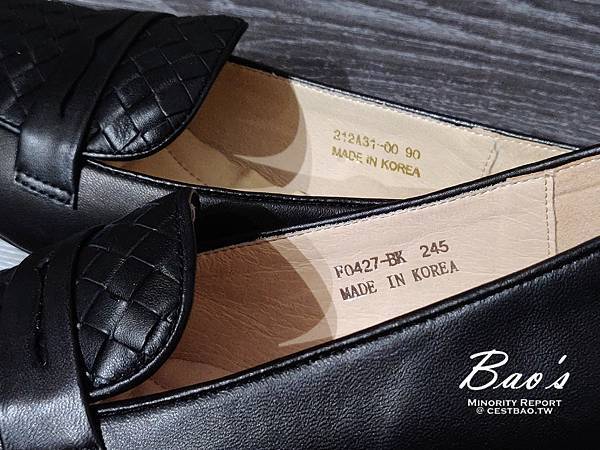 212A31-00 90
MADE IN KOREA
F0427-BK 245
MADE IN KOREA
Bao's
MINORITY REPORT
@ CESTBAO.TW